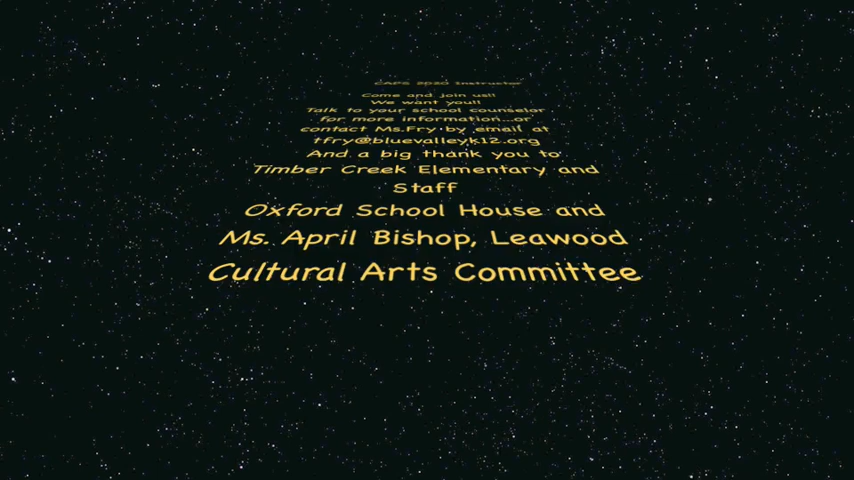 CAPS 2020 Instructor
Come and join us!!
We want you!!
Talk to your school counselor
for more information...or
contact Ms.Fry by email at
tfry@bluevalleyk12.org
And a big thank you to
Timber Creek Elementary and
Staff
Oxford School House and
Ms. April Bishop, Leawood
Cultural Arts Committee